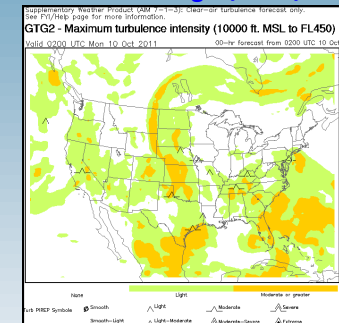 Supplementary Weather Product (AIM 7-1-3): Clear-air turbulence forecast only.
See FYI/Help page for more information.
GTG2 - Maximum turbulence intensity (10000 ft. MSL to FL450)
Valid 0200 UTC Mon 10 Oct 2011
00-hr forecast from 0200 UTC 10 Oct
None
Light
Moderate or greater
Turb PIREP Symbols
Smooth
Light
Moderate
Severe
Smooth-Light
Light-Moderate
Moderate-Severe
Extreme